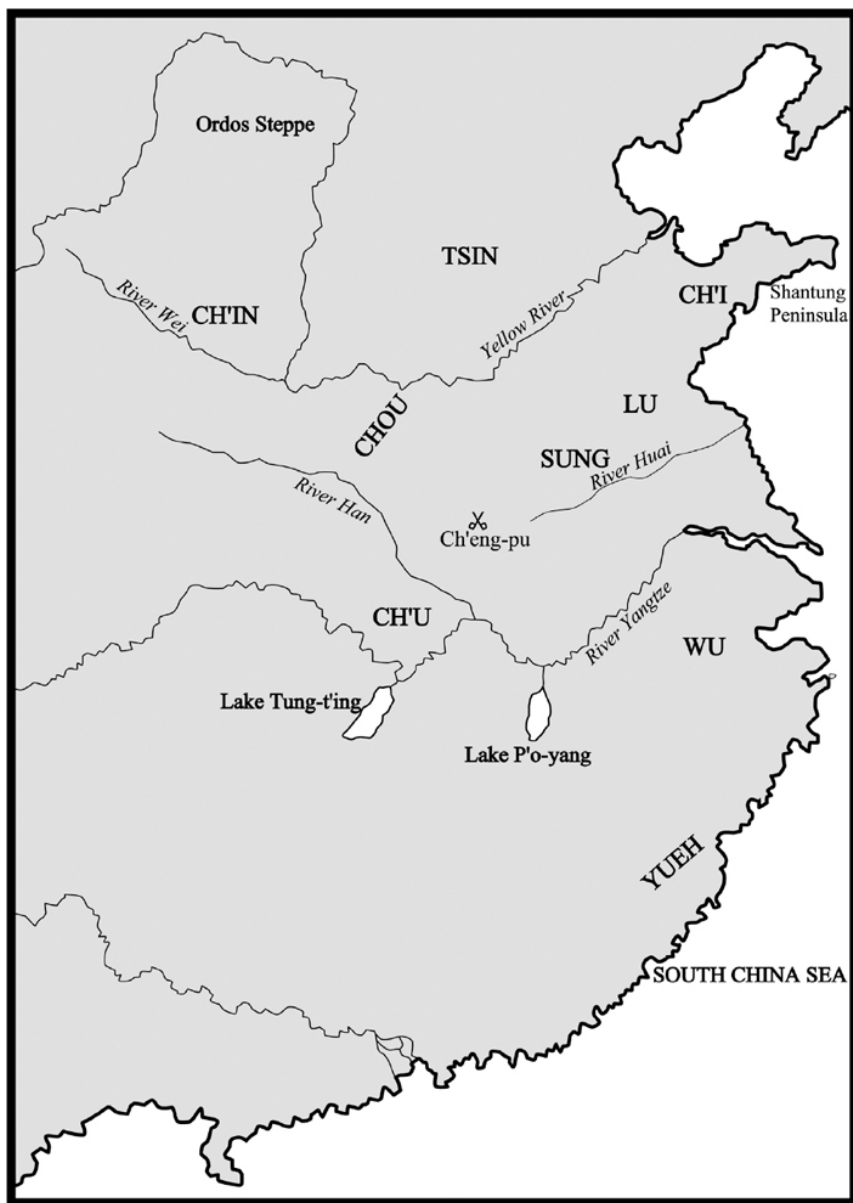 Ordos Steppe
TSIN
River Wei
CH'IN
Yellow River
CH'I
Shantung
Peninsula
CHOU
LU
SUNG
River Huai
River Han
Ch'eng-pu
CH'U
River Yangtze
WU
Lake Tung-t'ing
Lake P'o-yang
YUEH
SOUTH CHINA SEA